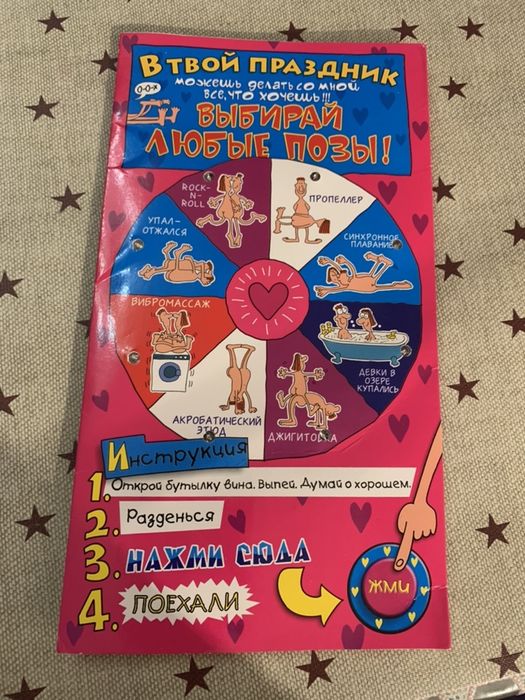 В ТВОЙ ПРАЗДНИК
МОЖЕШЬ ДЕЛАТЬ СО МНОЙ
ВСЕ, ЧТО ХОЧЕШЬ!!!
О-О-Х
ВЫБИРАЙ
ЛЮБЫЕ ПОЗЫ!
ROCK-
N-
ROLL
ПРОПЕЛЛЕР
УПАЛ-
ОТЖАЛСЯ
СИНХРОННОЕ
ПЛАВАНИЕ
ВИБРОМАССАЖ
ДЕВКИ В
ОЗЕРЕ
КУПАЛИСЬ
АКРОБАТИЧЕСКИЙ
ЭТЮД
ДЖИГИТОВКА
Инструкция
1. Открой бутылку вина. Выпей. Думай о хорошем.
2. Разденься
3. НАЖМИ СЮДА
4. ПОЕХАЛИ
ЖМИ